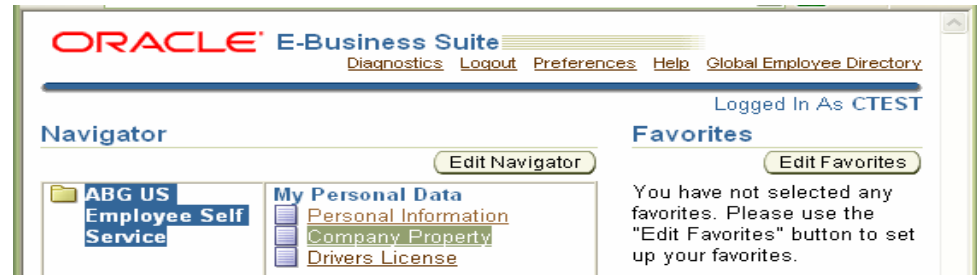 ORACLE® E-Business Suite
Diagnostics Logout Preferences Help Global Employee Directory
Logged In As CTEST
Navigator
Edit Navigator
ABG US
Employee Self
Service
My Personal Data
Personal Information
Company Property
Drivers License
Favorites
Edit Favorites
You have not selected any
favorites. Please use the
"Edit Favorites" button to set
up your favorites.